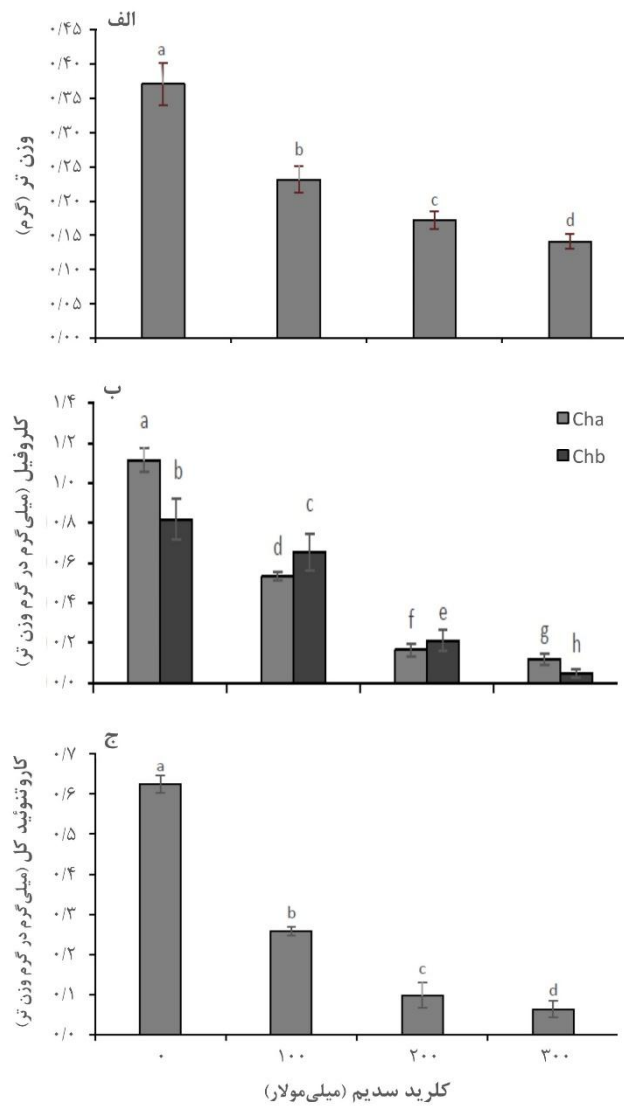 الف
۰/۴۵
۰/۴۰
۰/۳۵
۰/۳۰
۰/۲۵
۰/۲۰
۰/۱۵
۰/۱۰
۰/۰۵
۰/۰۰
وزن تر (گرم)
a
b
c
d
ب
۱/۴
۱/۲
۱/۰
۰/۸
۰/۶
۰/۴
۰/۲
۰/۰
کلروفیل (میلی‌گرم در گرم وزن تر)
a
b
d
c
f
e
g
h
Cha
Chb
ج
۰/۷
۰/۶
۰/۵
۰/۴
۰/۳
۰/۲
۰/۱
۰/۰
کاروتنوئید کل (میلی‌گرم در گرم وزن تر)
a
b
c
d
۰ ۱۰۰ ۲۰۰ ۳۰۰
کلرید سدیم (میلی‌مولار)